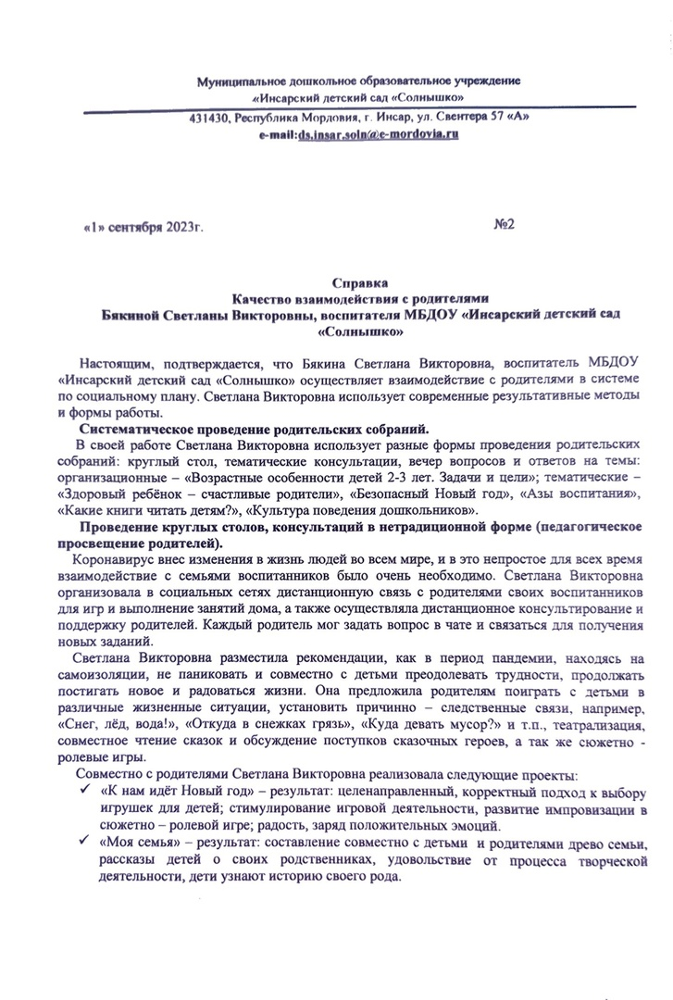 Муниципальное дошкольное образовательное учреждение
«Инсарский детский сад «Солнышко»
431430, Республика Мордовия, г. Инсар, ул. Свентера 57 «А»
e-mail:ds.insar.soln@e-mordovia.ru
«1» сентября 2023г. №2
Справка
Качество взаимодействия с родителями
Бякиной Светланы Викторовны, воспитателя МБДОУ «Инсарский детский сад
«Солнышко»
Настоящим, подтверждается, что Бякина Светлана Викторовна, воспитатель МБДОУ
«Инсарский детский сад «Солнышко» осуществляет взаимодействие с родителями в системе
по социальному плану. Светлана Викторовна использует современные результативные методы
и формы работы.
Систематическое проведение родительских собраний.
В своей работе Светлана Викторовна использует разные формы проведения родительских
собраний: круглый стол, тематические консультации, вечер вопросов и ответов на темы:
организационные – «Возрастные особенности детей 2-3 лет. Задачи и цели»; тематические –
«Здоровый ребёнок – счастливые родители», «Безопасный Новый год», «Азы воспитания»,
«Какие книги читать детям?», «Культура поведения дошкольников».
Проведение круглых столов, консультаций в нетрадиционной форме (педагогическое
просвещение родителей).
Коронавирус внес изменения в жизнь людей во всем мире, и в это непростое для всех время
взаимодействие с семьями воспитанников было очень необходимо. Светлана Викторовна
организовала в социальных сетях дистанционную связь с родителями своих воспитанников
для игр и выполнение занятий дома, а также осуществляла дистанционное консультирование и
поддержку родителей. Каждый родитель мог задать вопрос в чате и связаться для получения
новых заданий.
Светлана Викторовна разместила рекомендации, как в период пандемии, находясь на
самоизоляции, не паниковать и совместно с детьми преодолевать трудности, продолжать
постигать новое и радоваться жизни. Она предложила родителям поиграть с детьми в
различные жизненные ситуации, установить причинно – следственные связи, например,
«Снег, лёд, вода!», «Откуда в снежках грязь», «Куда девать мусор?» и т.п., театрализация,
совместное чтение сказок и обсуждение поступков сказочных героев, а так же сюжетно -
ролевые игры.
Совместно с родителями Светлана Викторовна реализовала следующие проекты:
✓ «К нам идёт Новый год» – результат: целенаправленный, корректный подход к выбору
игрушек для детей; стимулирование игровой деятельности, развитие импровизации в
сюжетно – ролевой игре; радость, заряд положительных эмоций.
✓ «Моя семья» – результат: составление совместно с детьми и родителями древо семьи,
рассказы детей о своих родственниках, удовольствие от процесса творческой
деятельности, дети узнают историю своего рода.